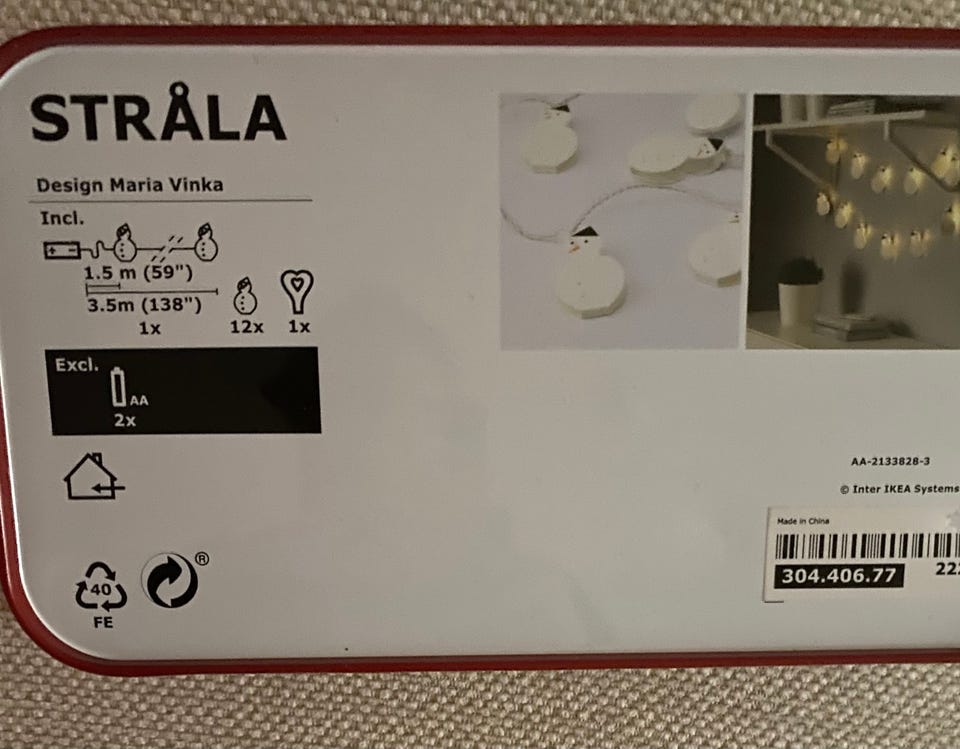 STRÅLA
Design Maria Vinka
Incl.
1.5 m (59")
3.5m (138")
1x 12x 1x
Excl.
AA
2x
AA-2133828-3
© Inter IKEA Systems
Made in China
304.406.77 222
40
FE
®